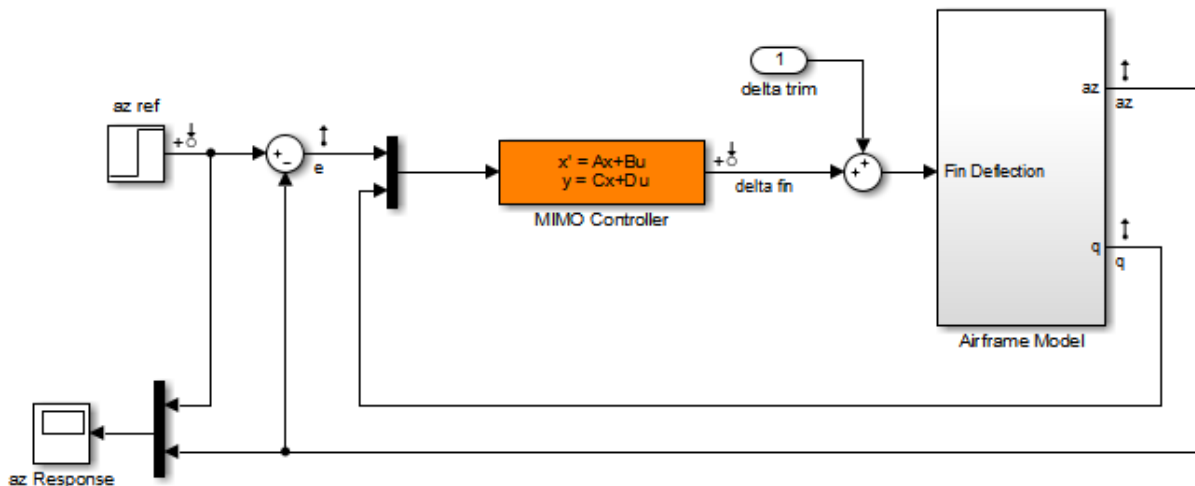 az ref
e
x' = Ax+Bu
y = Cx+Du
MIMO Controller
delta fin
1
delta trim
Fin Deflection
az
az
q
q
Airframe Model
az Response